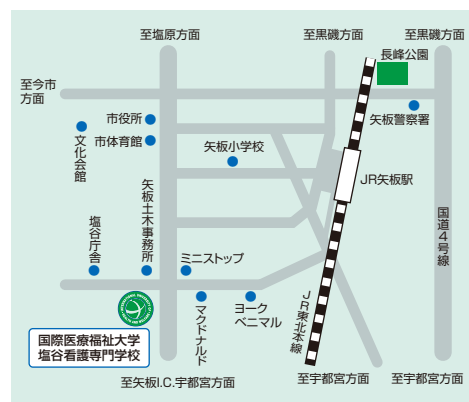 至塩原方面
至黒磯方面
至黒磯方面
長峰公園
至今市
方面
市役所
市体育館
文化会館
矢板小学校
矢板警察署
JR矢板駅
国道4号線
矢板土木事務所
塩谷庁舎
ミニストップ
マクドナルド
ヨーク
ベニマル
JR東北本線
国際医療福祉大学
塩谷看護専門学校
至矢板I.C.宇都宮方面
至宇都宮方面
至宇都宮方面